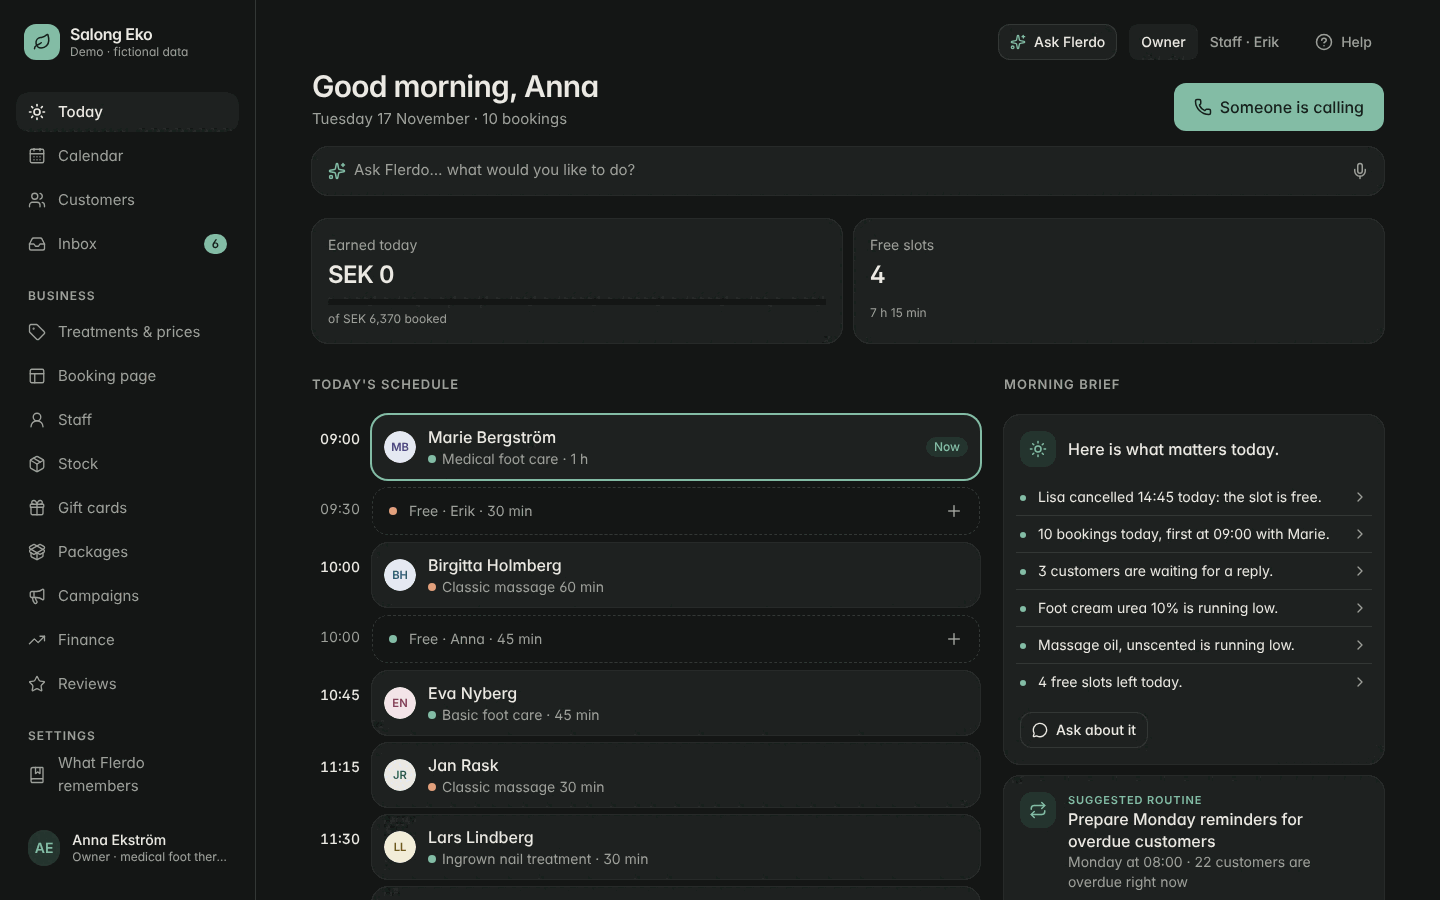 Salong Eko
Demo · fictional data
Today
Calendar
Customers
Inbox
6
BUSINESS
Treatments & prices
Booking page
Staff
Stock
Gift cards
Packages
Campaigns
Finance
Reviews
SETTINGS
What Flerdo
remembers
AE
Anna Ekström
Owner · medical foot ther...
Ask Flerdo
Owner
Staff · Erik
Help
Good morning, Anna
Tuesday 17 November · 10 bookings
Someone is calling
Ask Flerdo... what would you like to do?
Earned today
SEK 0
of SEK 6,370 booked
Free slots
4
7 h 15 min
TODAY'S SCHEDULE
09:00
MB
Marie Bergström
Medical foot care · 1 h
Now
09:30
Free · Erik · 30 min
10:00
BH
Birgitta Holmberg
Classic massage 60 min
10:00
Free · Anna · 45 min
10:45
EN
Eva Nyberg
Basic foot care · 45 min
11:15
JR
Jan Rask
Classic massage 30 min
11:30
LL
Lars Lindberg
Ingrown nail treatment · 30 min
MORNING BRIEF
Here is what matters today.
Lisa cancelled 14:45 today: the slot is free.
10 bookings today, first at 09:00 with Marie.
3 customers are waiting for a reply.
Foot cream urea 10% is running low.
Massage oil, unscented is running low.
4 free slots left today.
Ask about it
SUGGESTED ROUTINE
Prepare Monday reminders for
overdue customers
Monday at 08:00 · 22 customers are
overdue right now